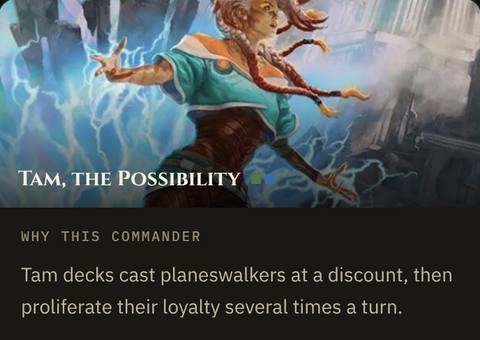 Tam, the Possibility
WHY THIS COMMANDER
Tam decks cast planeswalkers at a discount, then
proliferate their loyalty several times a turn.